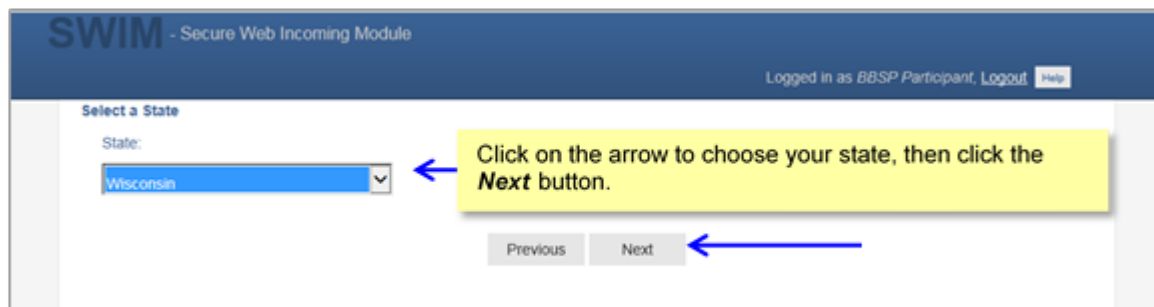 SWIM - Secure Web Incoming Module
Logged in as BBSP Participant, Logout Help
Select a State
State:
Wisconsin
Click on the arrow to choose your state, then click the
Next button.
Previous Next